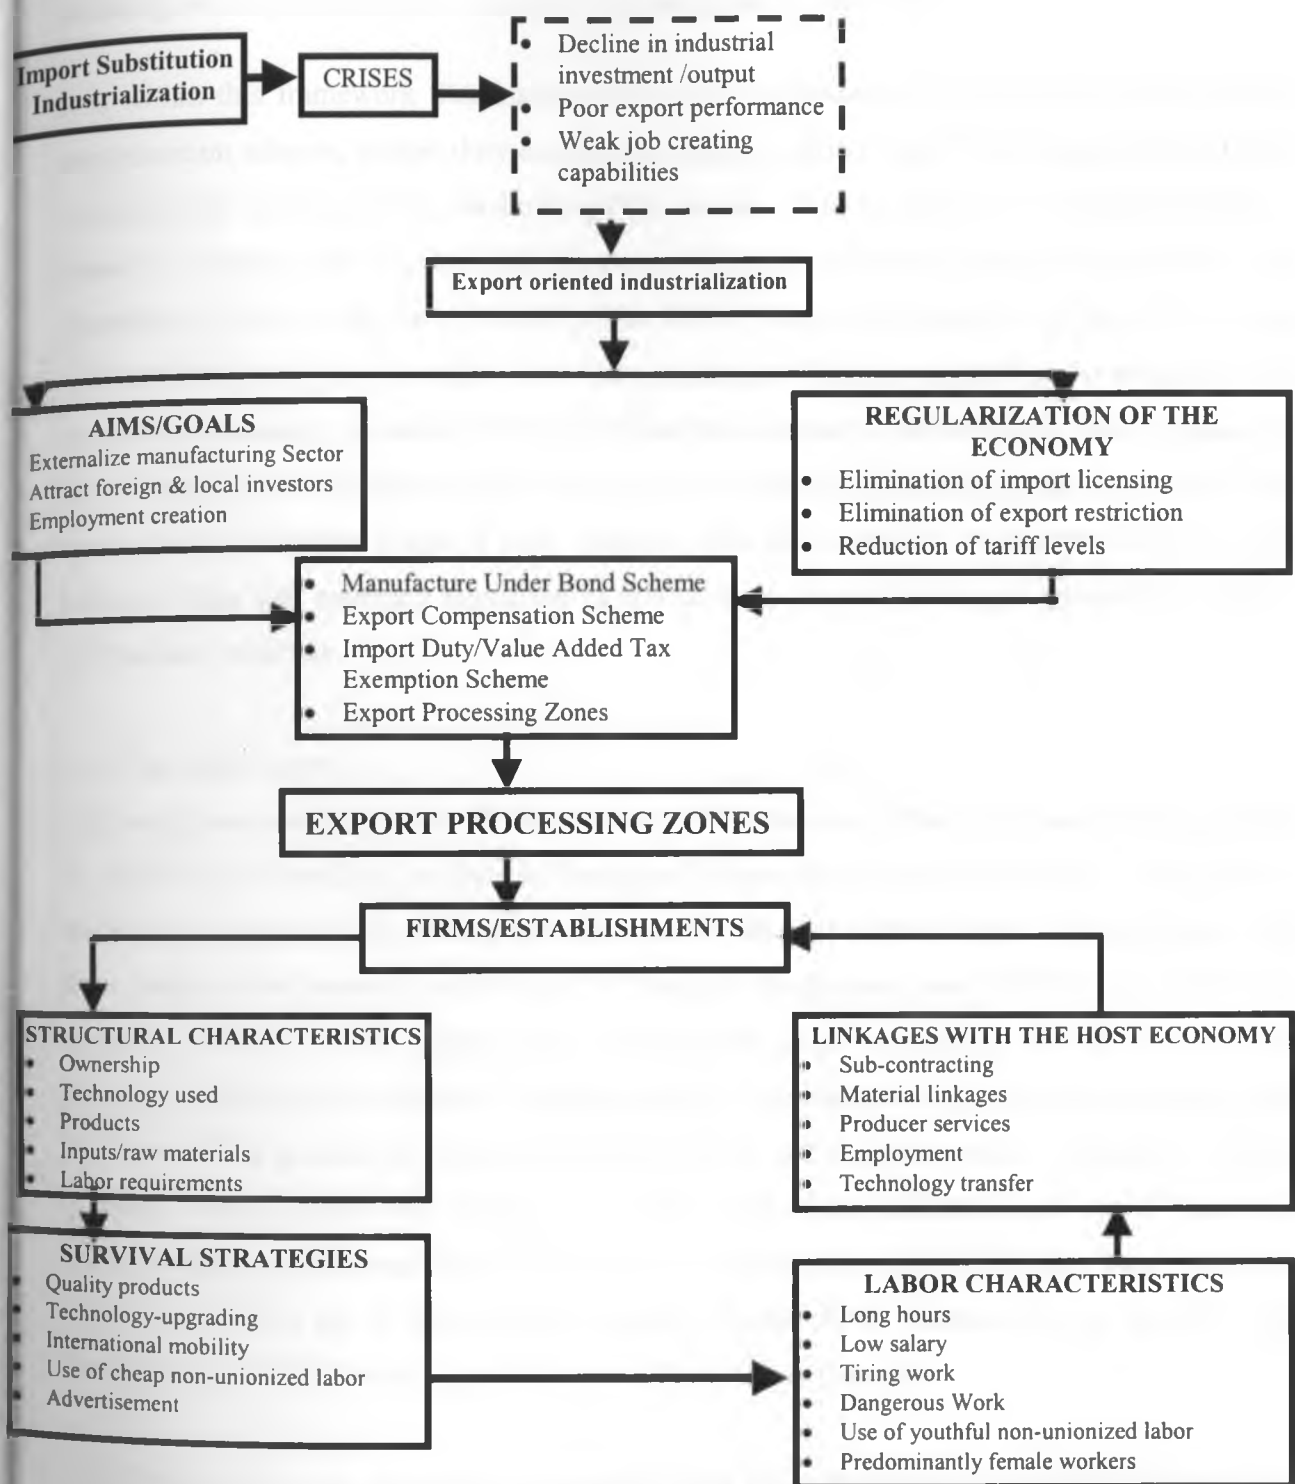 Import Substitution
Industrialization
CRISES
• Decline in industrial
investment /output
• Poor export performance
• Weak job creating
capabilities
Export oriented industrialization
AIMS/GOALS
Externalize manufacturing Sector
Attract foreign & local investors
Employment creation
REGULARIZATION OF THE
ECONOMY
• Elimination of import licensing
• Elimination of export restriction
• Reduction of tariff levels
• Manufacture Under Bond Scheme
• Export Compensation Scheme
• Import Duty/Value Added Tax
Exemption Scheme
• Export Processing Zones
EXPORT PROCESSING ZONES
FIRMS/ESTABLISHMENTS
STRUCTURAL CHARACTERISTICS
• Ownership
• Technology used
• Products
• Inputs/raw materials
• Labor requirements
LINKAGES WITH THE HOST ECONOMY
• Sub-contracting
• Material linkages
• Producer services
• Employment
• Technology transfer
SURVIVAL STRATEGIES
• Quality products
• Technology-upgrading
• International mobility
• Use of cheap non-unionized labor
• Advertisement
LABOR CHARACTERISTICS
• Long hours
• Low salary
• Tiring work
• Dangerous Work
• Use of youthful non-unionized labor
• Predominantly female workers